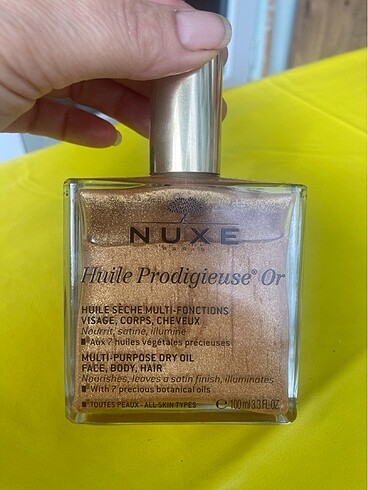 NUXE
PARIS
Huile Prodigieuse® Or
HUILE SÈCHE MULTI-FONCTIONS
VISAGE, CORPS, CHEVEUX
Nourrit, satine, illumine
■Aux 7 huiles végétales précieuses
MULTI-PURPOSE DRY OIL
FACE, BODY, HAIR
Nourishes, leaves a satin finish, illuminates
■With 7 precious botanical oils
■TOUTES PEAUX - ALL SKIN TYPES
℮ 100 ml 3.3 FL.OZ